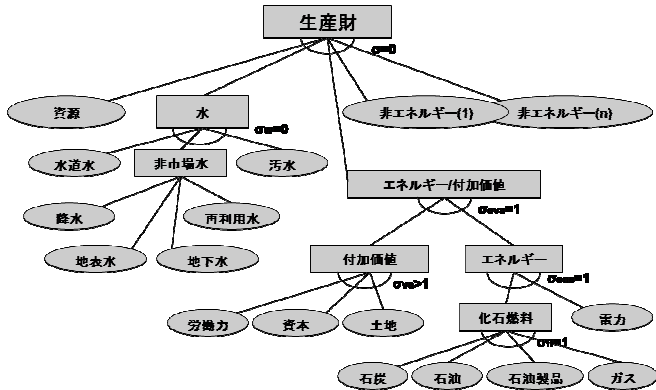 生産財
σ=0
資源
水
非エネルギー(1)
非エネルギー(n)
σw=0
水道水
非市場水
汚水
エネルギー/付加価値
σeva=1
降水
再利用水
地表水
地下水
付加価値
エネルギー
σva>1
=1
労働力
資本
土地
化石燃料
電力
=1
石炭
石油
石油製品
ガス